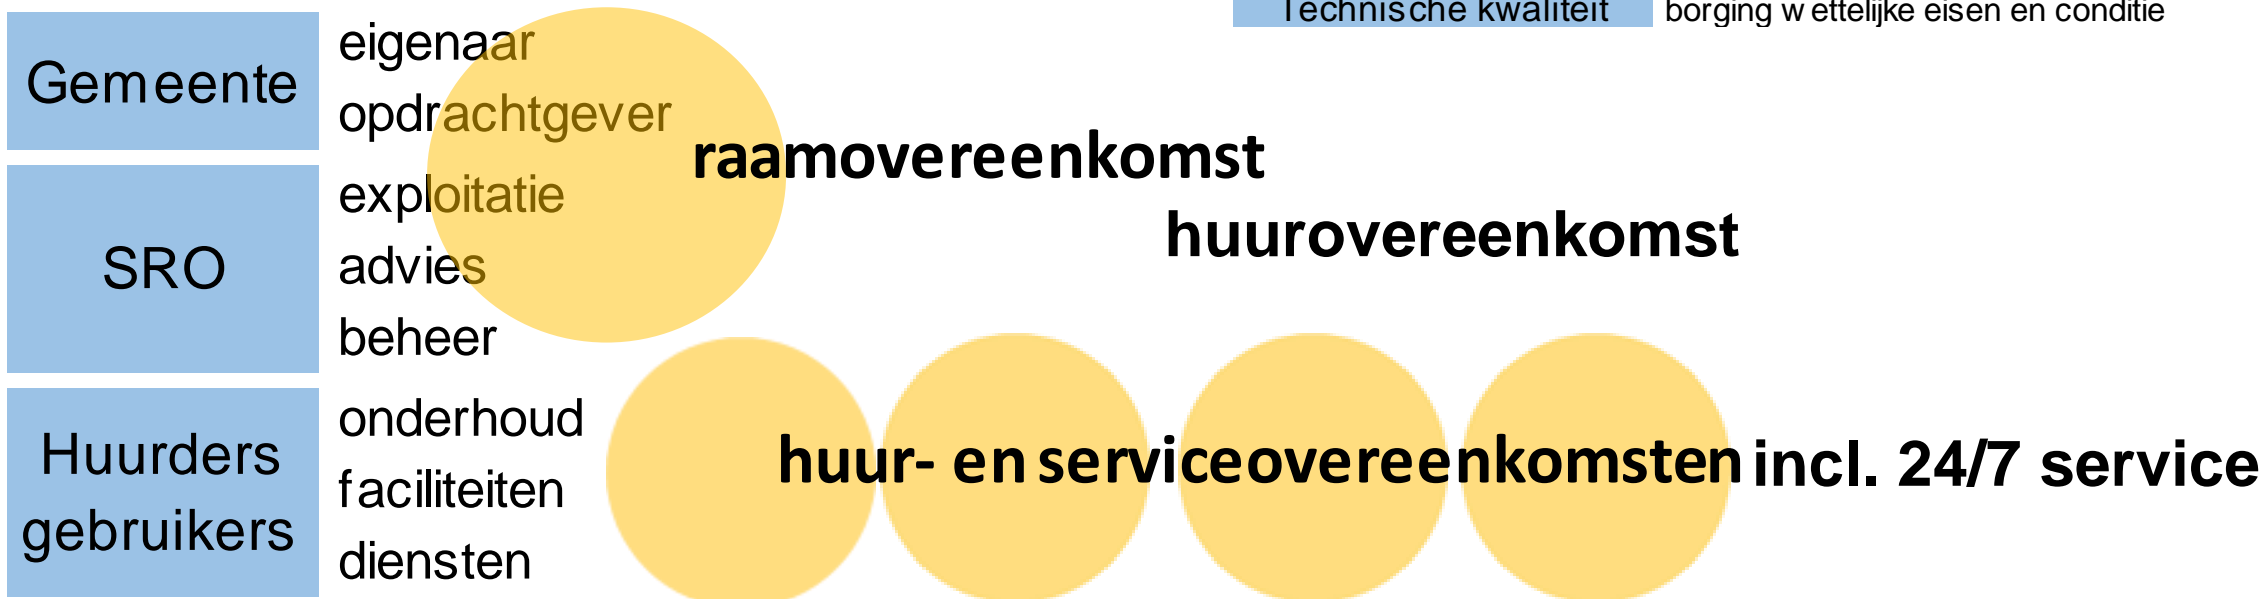 Technische kwaliteit borging wettelijke eisen en conditie
Gemeente
eigenaar
opdrachtgever
raamovereenkomst
SRO
exploitatie
advies
beheer
huurovereenkomst
Huurders
gebruikers
onderhoud
faciliteiten
diensten
huur- en serviceovereenkomsten incl. 24/7 service